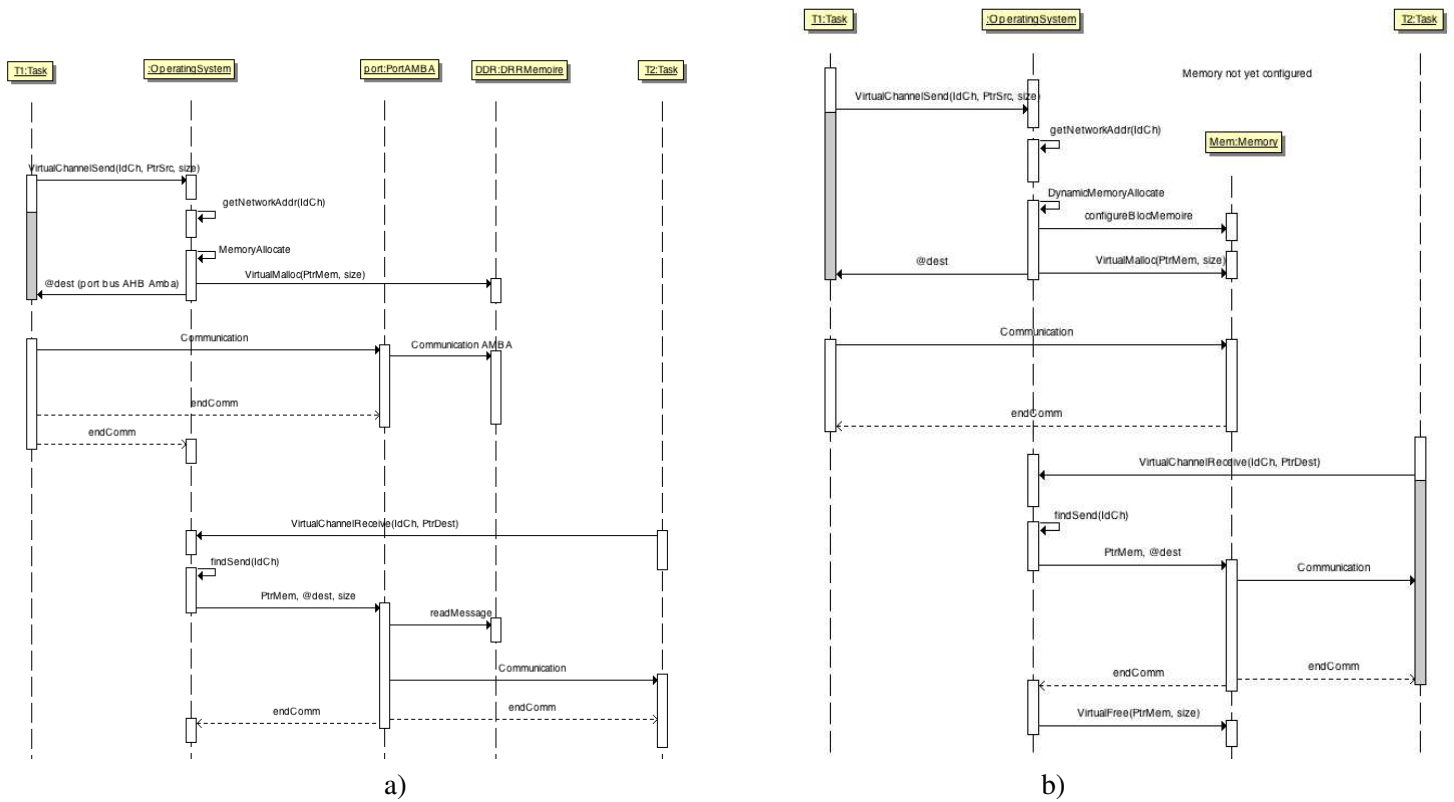 T1:Task
:OperatingSystem
port:PortAMBA
DDR:DRRMemoire
T2:Task
VirtualChannelSend(IdCh, PtrSrc, size)
getNetworkAddr(IdCh)
MemoryAllocate
VirtualMalloc(PtrMem, size)
@dest (port bus AHB Amba)
Communication
Communication AMBA
endComm
endComm
VirtualChannelReceive(IdCh, PtrDest)
findSend(IdCh)
PtrMem, @dest, size
readMessage
Communication
endComm
endComm
a)
T1:Task
:OperatingSystem
T2:Task
Memory not yet configured
VirtualChannelSend(IdCh, PtrSrc, size)
getNetworkAddr(IdCh)
Mem:Memory
DynamicMemoryAllocate
configureBlocMemoire
@dest
VirtualMalloc(PtrMem, size)
Communication
endComm
VirtualChannelReceive(IdCh, PtrDest)
findSend(IdCh)
PtrMem, @dest
Communication
endComm
endComm
VirtualFree(PtrMem, size)
b)